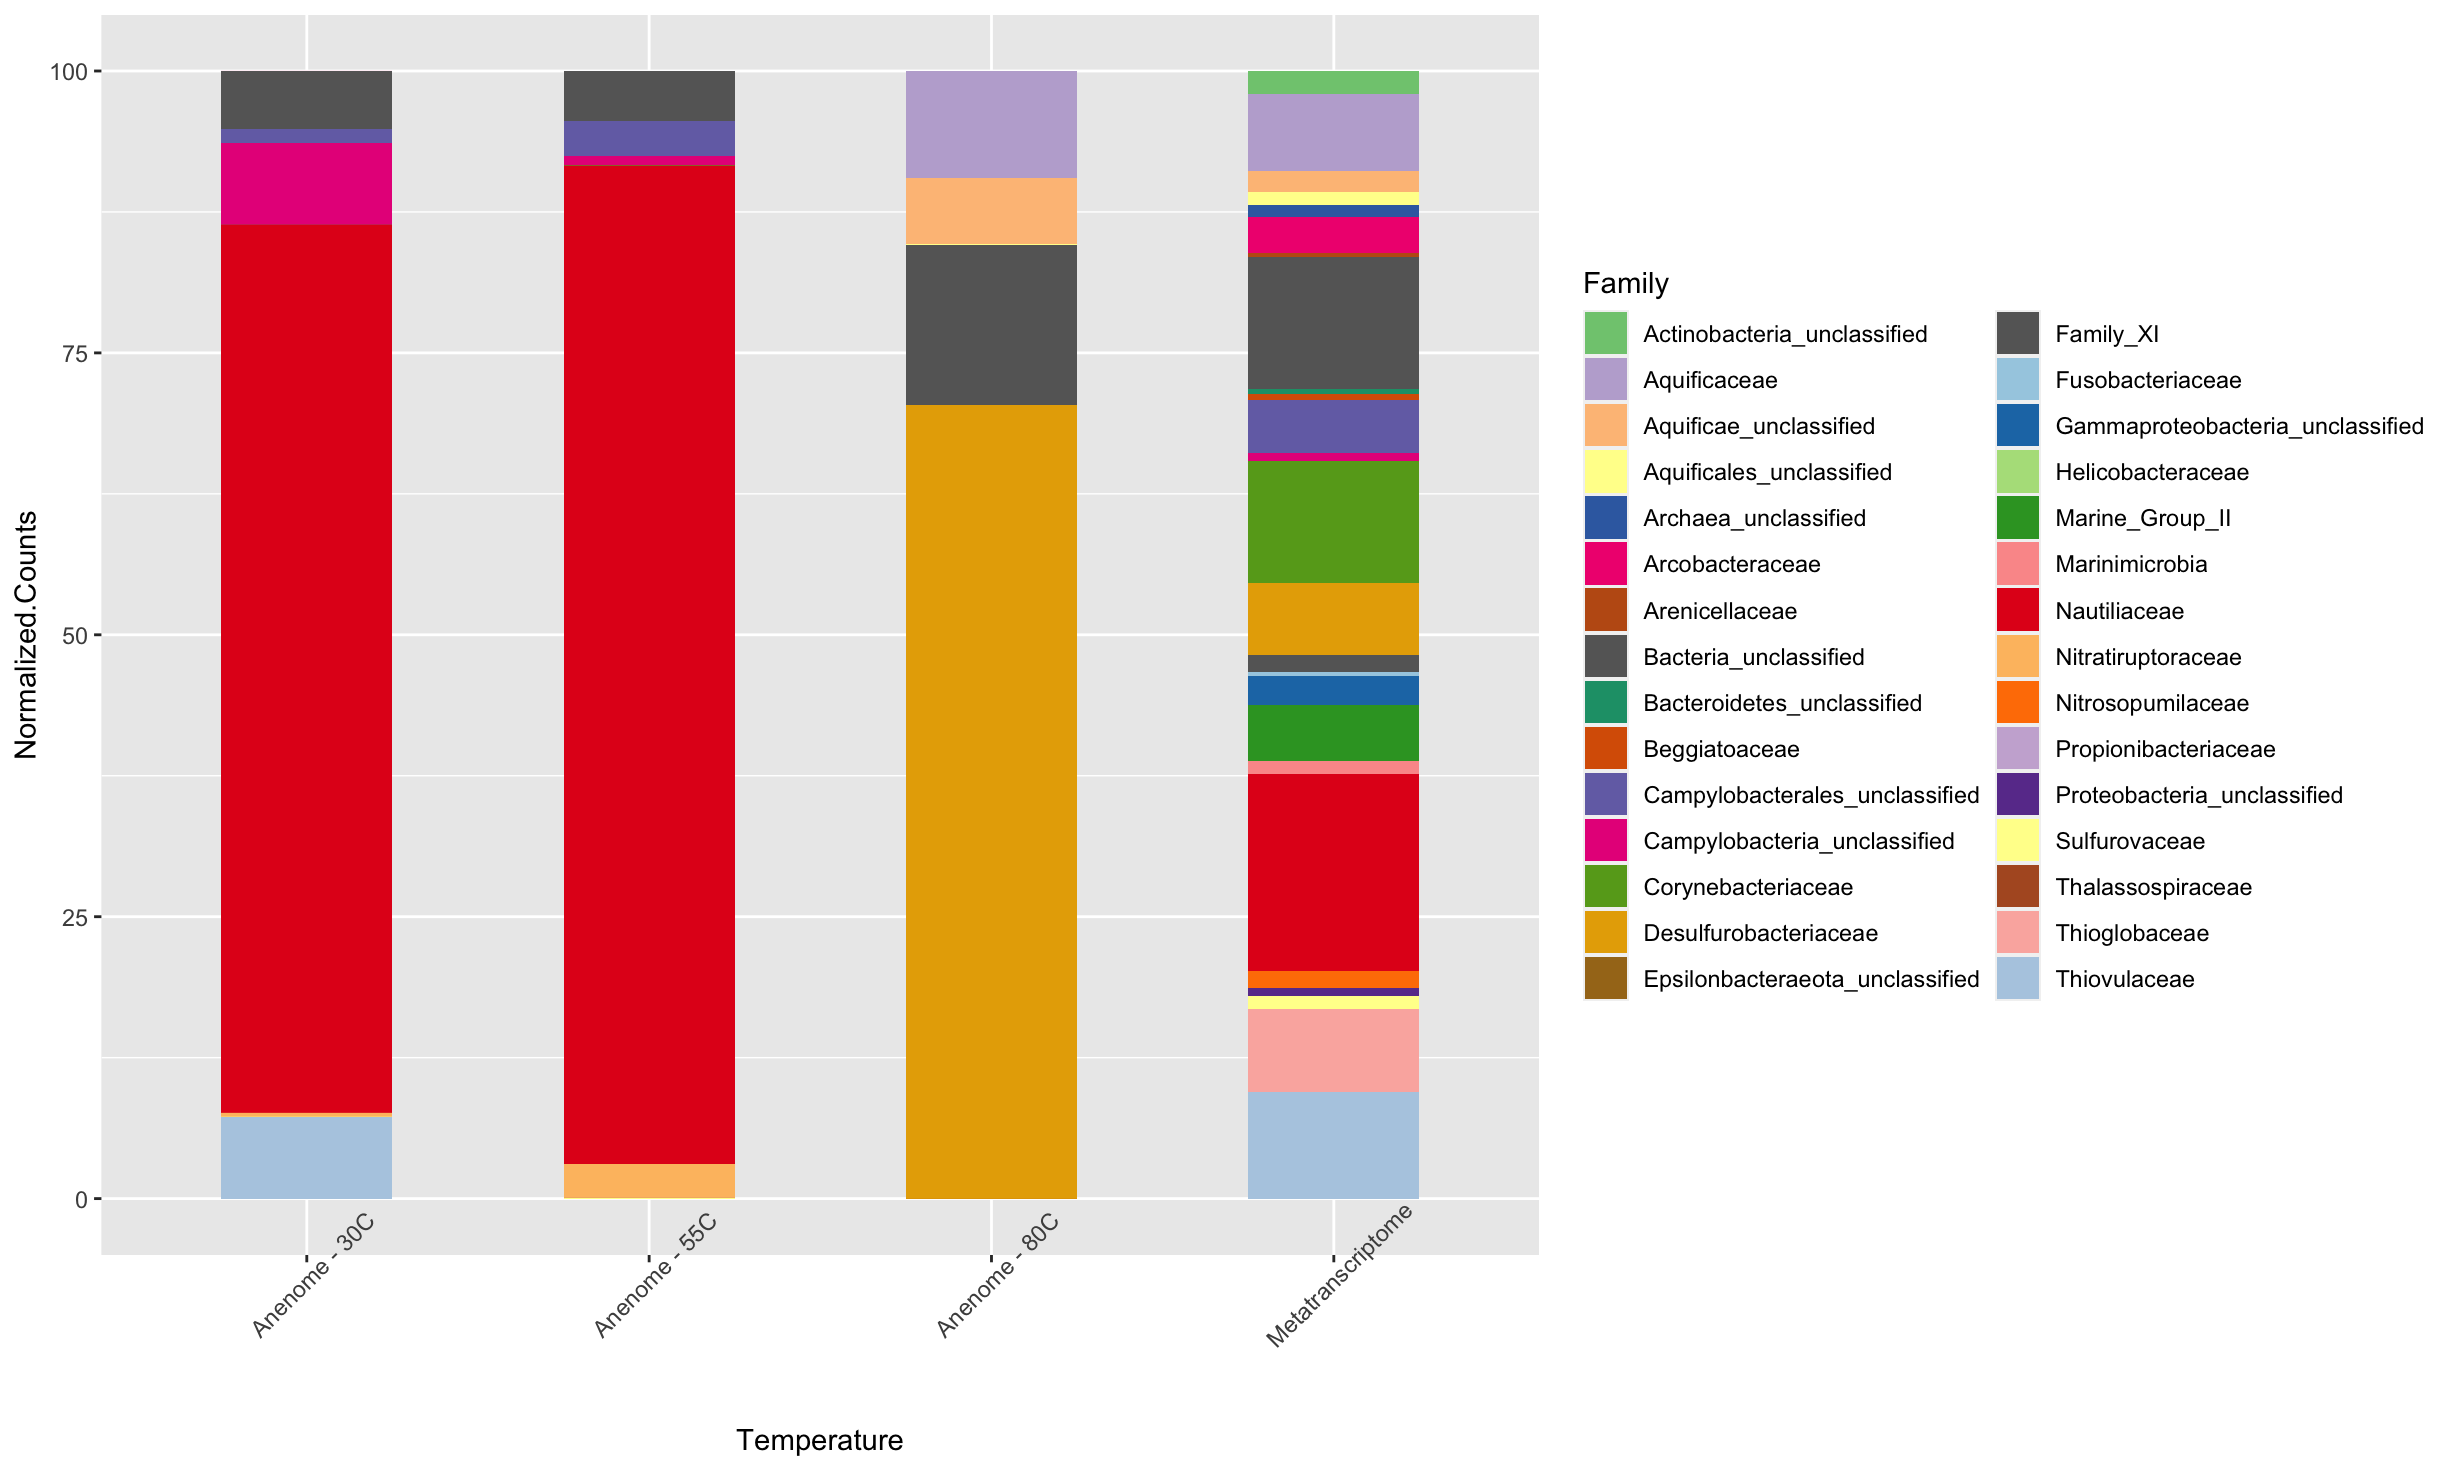 Normalized.Counts
100
75
50
25
0
Anenome - 30C
Anenome - 55C
Anenome - 80C
Metatranscriptome
Temperature
Family
Actinobacteria_unclassified
Aquificaceae
Aquificae_unclassified
Aquificales_unclassified
Archaea_unclassified
Arcobacteraceae
Arenicellaceae
Bacteria_unclassified
Bacteroidetes_unclassified
Beggiatoaceae
Campylobacterales_unclassified
Campylobacteria_unclassified
Corynebacteriaceae
Desulfurobacteriaceae
Epsilonbacteraeota_unclassified
Family_XI
Fusobacteriaceae
Gammaproteobacteria_unclassified
Helicobacteraceae
Marine_Group_II
Marinimicrobia
Nautiliaceae
Nitratiruptoraceae
Nitrosopumilaceae
Propionibacteriaceae
Proteobacteria_unclassified
Sulfurovaceae
Thalassospiraceae
Thioglobaceae
Thiovulaceae